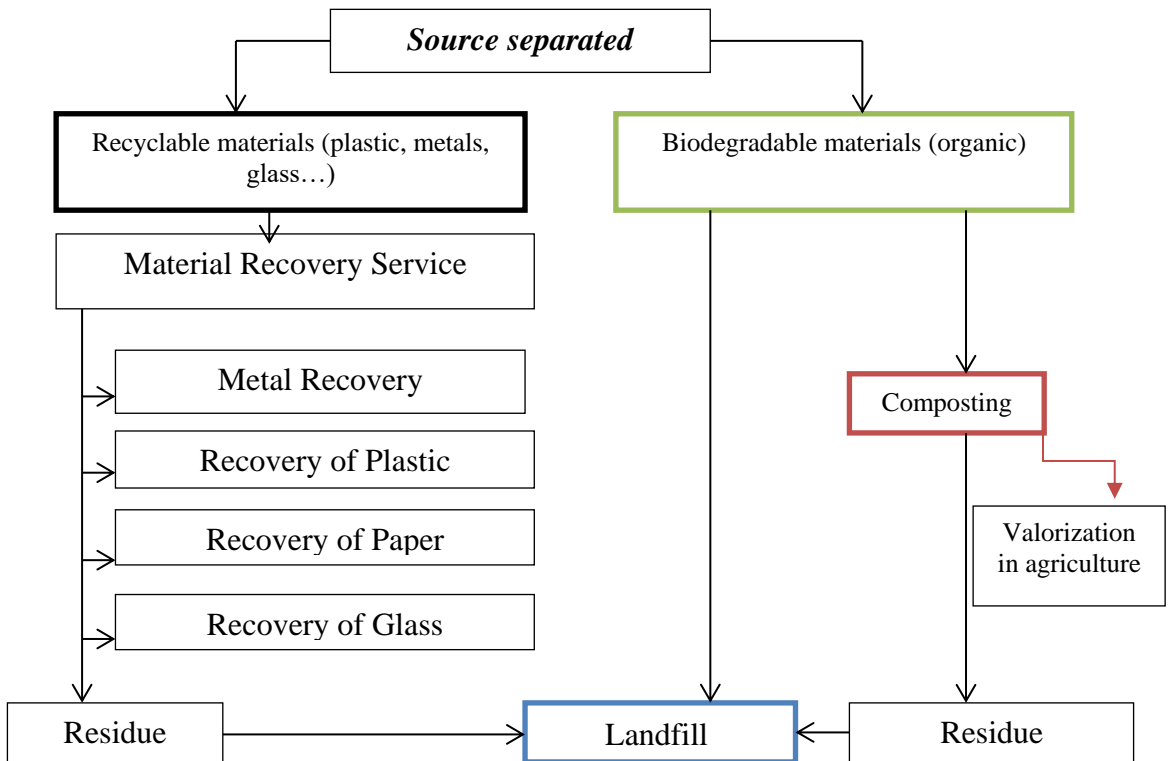 Source separated
Recyclable materials (plastic, metals,
glass…)
Biodegradable materials (organic)
Material Recovery Service
Metal Recovery
Composting
Recovery of Plastic
Recovery of Paper
Valorization
in agriculture
Recovery of Glass
Residue
Landfill
Residue